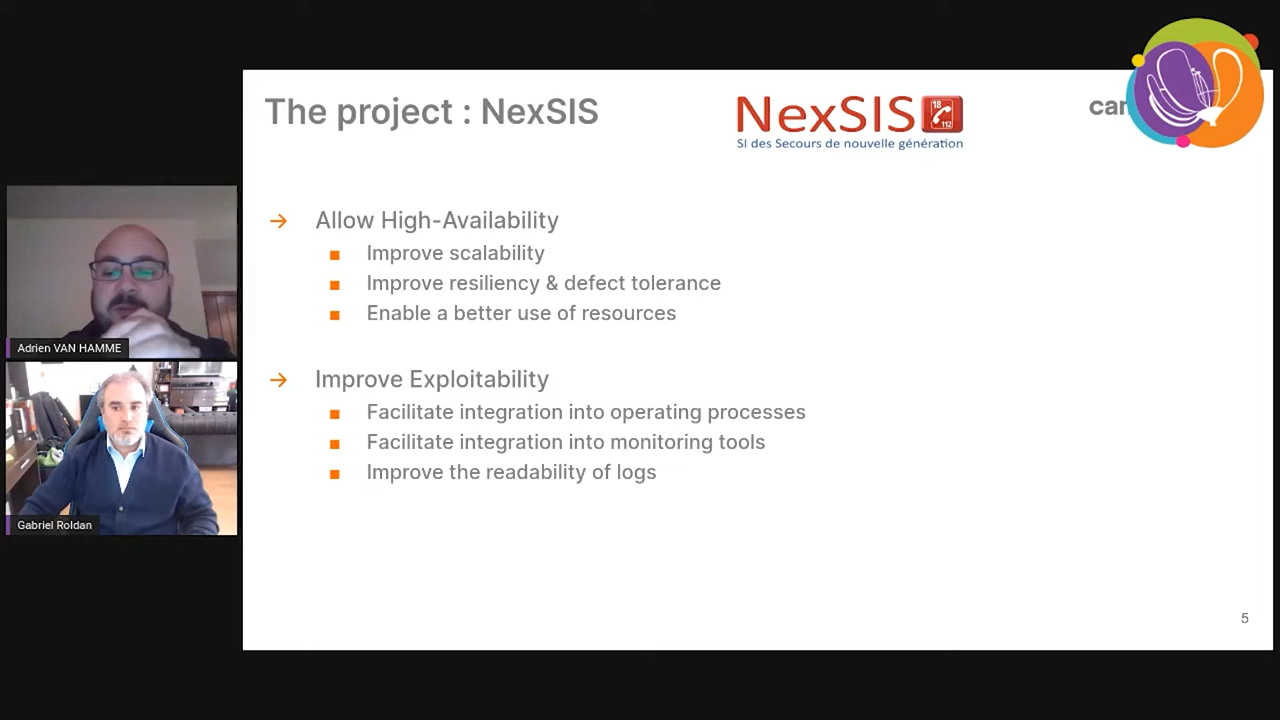 The project : NexSIS
NexSIS
18
112
SI des Secours de nouvelle génération
→ Allow High-Availability
■ Improve scalability
■ Improve resiliency & defect tolerance
■ Enable a better use of resources
→ Improve Exploitability
■ Facilitate integration into operating processes
■ Facilitate integration into monitoring tools
■ Improve the readability of logs
5
Adrien VAN HAMME
Gabriel Roldan